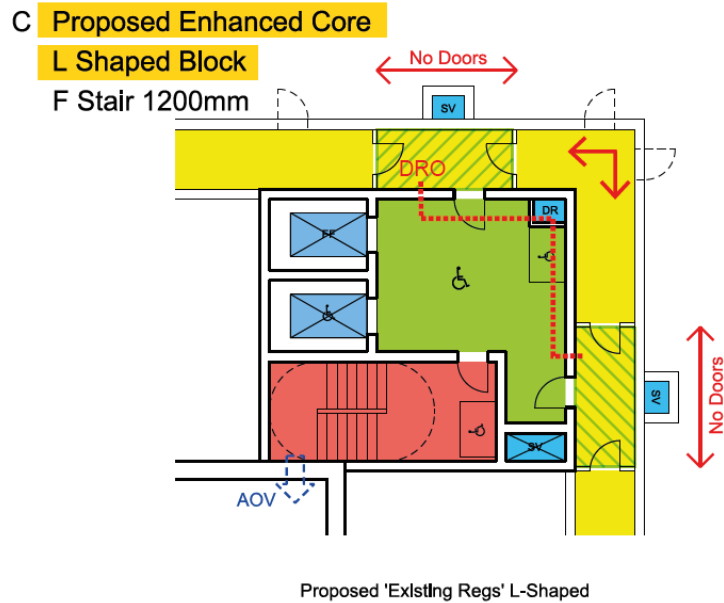 C Proposed Enhanced Core
L Shaped Block
F Stair 1200mm
No Doors
SV
DRO
DR
FF
No Doors
SV
SV
AOV
Proposed 'Existing Regs' L-Shaped